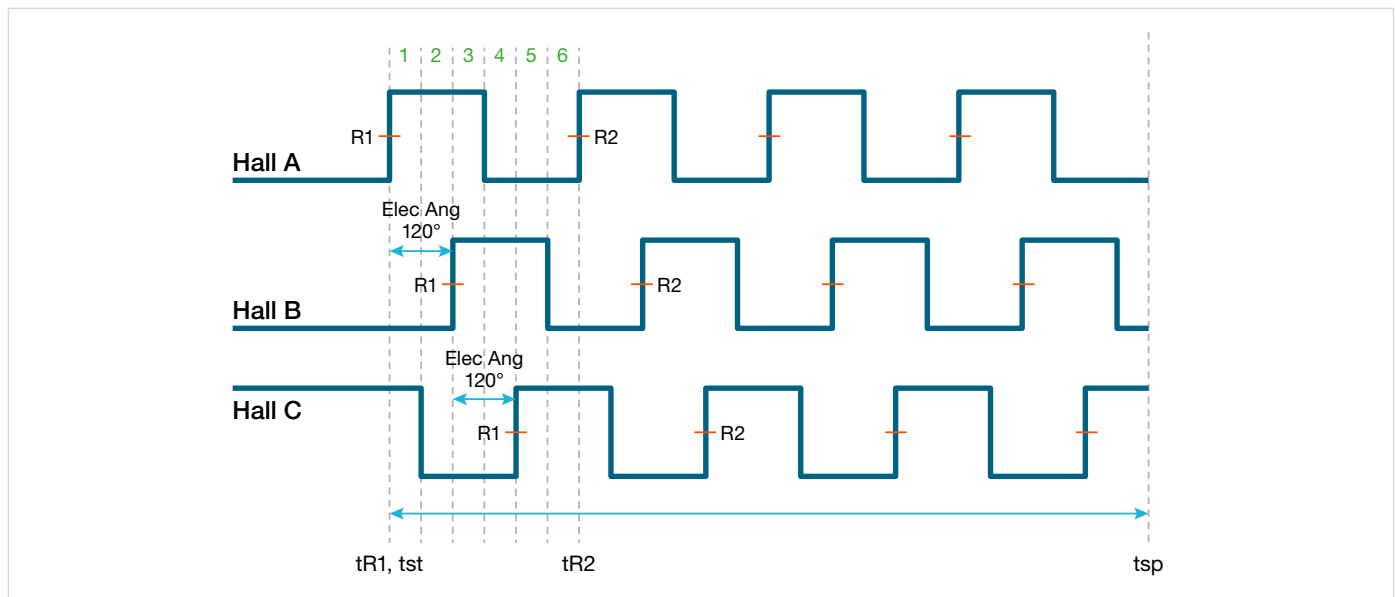 1 2 3 4 5 6
R1 R2
Hall A
Elec Ang
120°
R1 R2
Hall B
Elec Ang
120°
Hall C
R1 R2
tR1, tst tR2 tsp